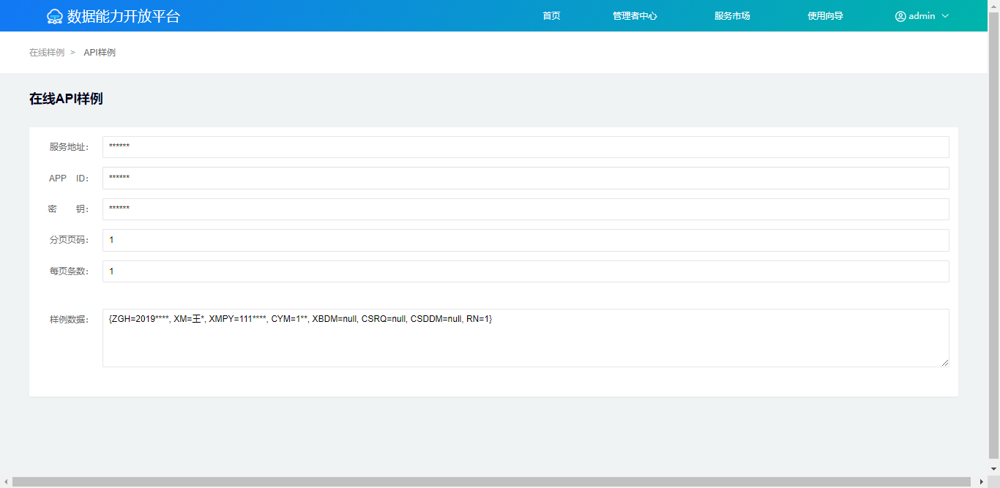 数据能力开放平台 首页 管理者中心 服务市场 使用向导 admin
在线样例 > API样例
在线API样例
服务地址： ******
APP ID： ******
密 钥： ******
分页页码： 1
每页条数： 1
样例数据： {ZGH=2019****, XM=王*, XMPY=111****, CYM=1**, XBDM=null, CSRQ=null, CSDDM=null, RN=1}